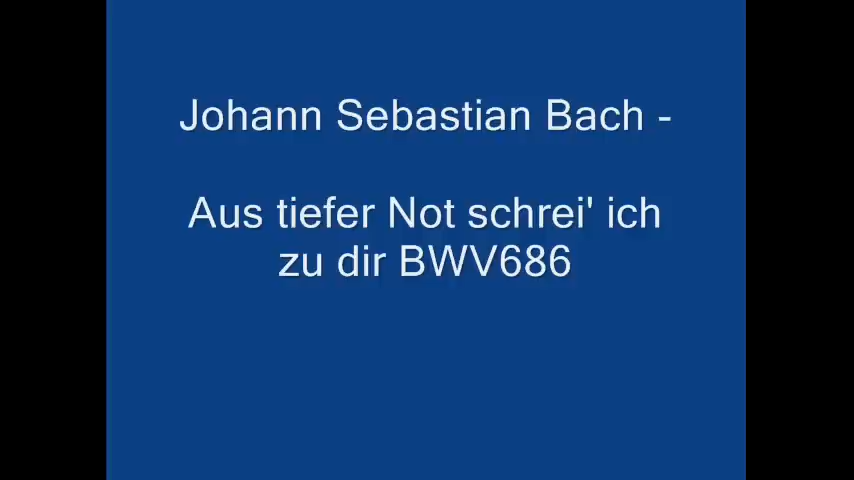 Johann Sebastian Bach -
Aus tiefer Not schrei' ich
zu dir BWV686